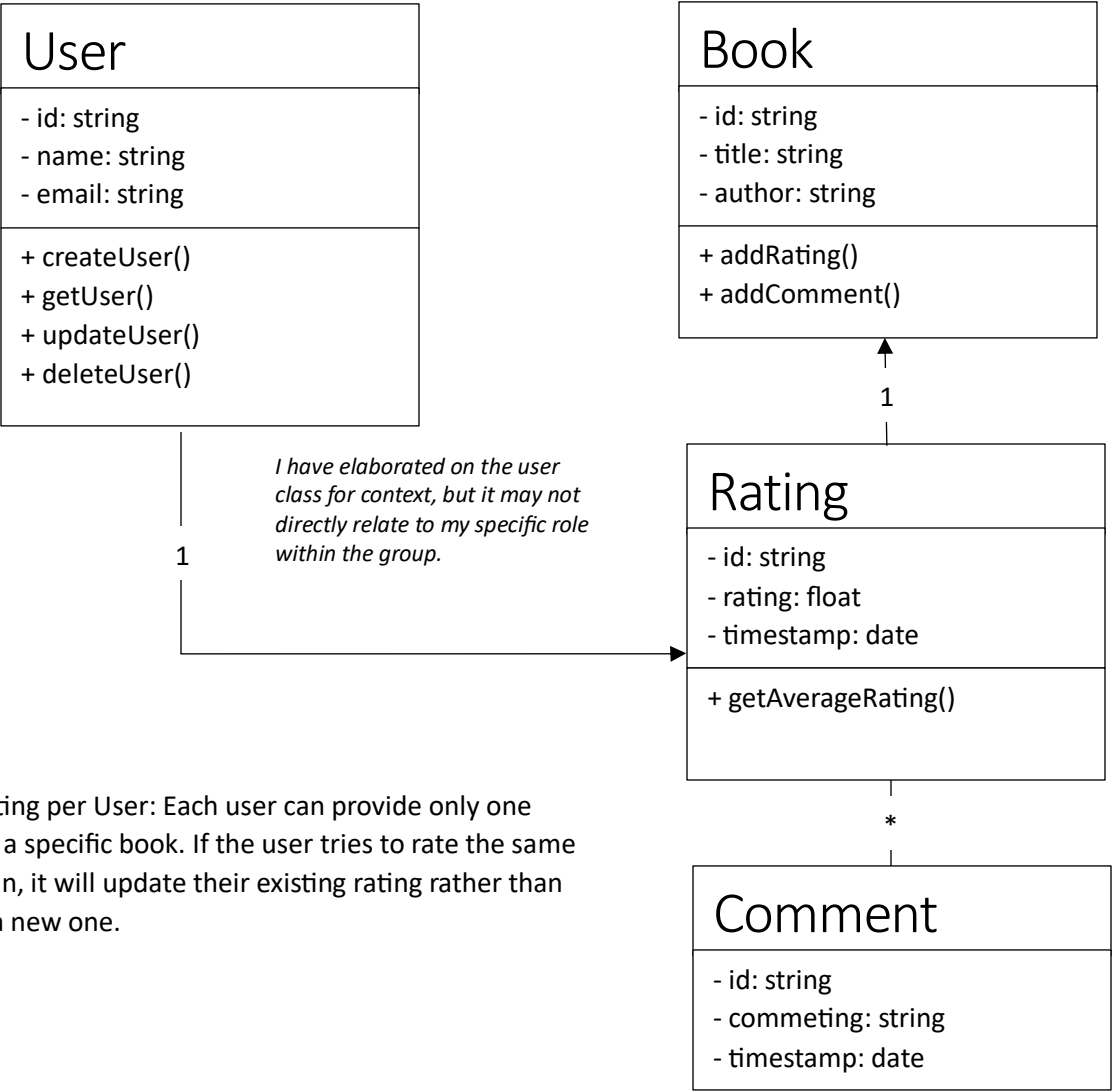 User
- id: string
- name: string
- email: string
+ createUser()
+ getUser()
+ updateUser()
+ deleteUser()
Book
- id: string
- title: string
- author: string
+ addRating()
+ addComment()
1
I have elaborated on the user
class for context, but it may not
directly relate to my specific role
within the group.
1
Rating
- id: string
- rating: float
- timestamp: date
+ getAverageRating()
*
per User: Each user can provide only one
a specific book. If the user tries to rate the same
it will update their existing rating rather than
new one.
Comment
- id: string
- commeting: string
- timestamp: date